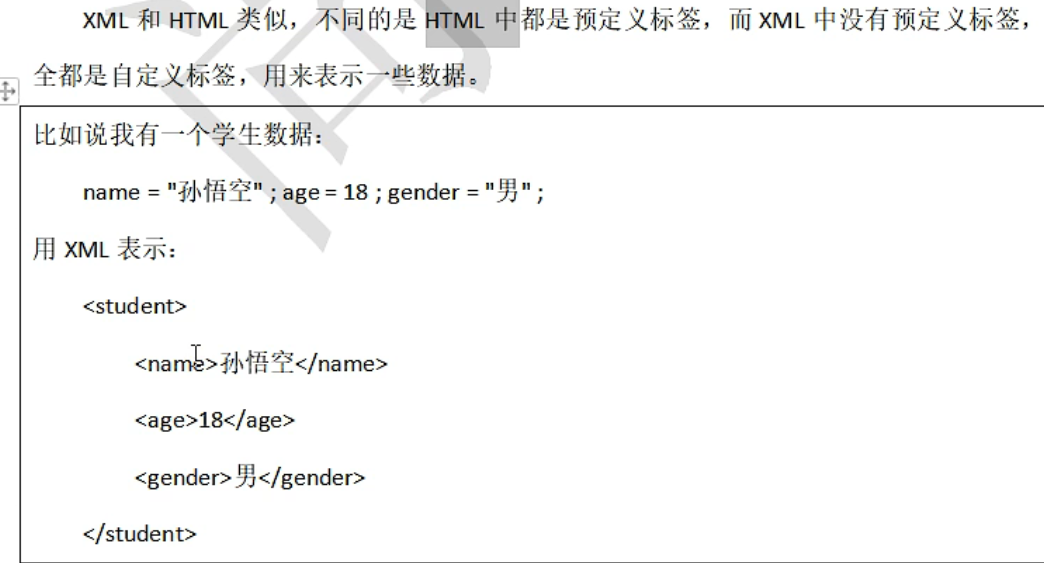 XML 和 HTML 类似，不同的是 HTML 中都是预定义标签，而 XML 中没有预定义标签，
全都是自定义标签，用来表示一些数据。
比如说我有一个学生数据：
name = "孙悟空" ; age = 18 ; gender = "男" ;
用 XML 表示：
<student>
<name>孙悟空</name>
<age>18</age>
<gender>男</gender>
</student>